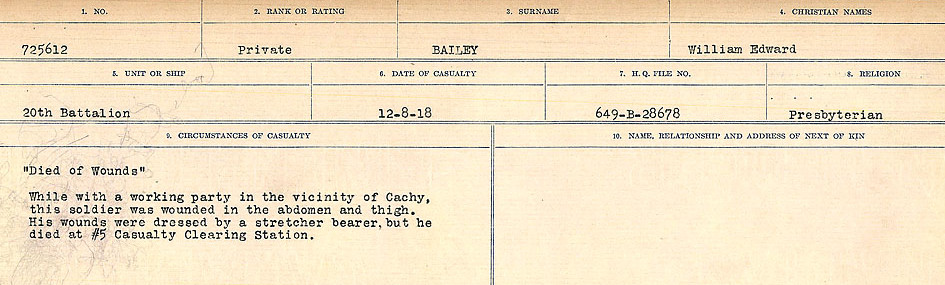 1. NO. 2. RANK OR RATING 3. SURNAME 4. CHRISTIAN NAMES
725612 Private BAILEY William Edward
5. UNIT OR SHIP 6. DATE OF CASUALTY 7. H. Q. FILE NO. 8. RELIGION
20th Battalion 12-8-18 649-B-28678 Presbyterian
9. CIRCUMSTANCES OF CASUALTY 10. NAME, RELATIONSHIP AND ADDRESS OF NEXT OF KIN
"Died of Wounds"
While with a working party in the vicinity of Cachy,
this soldier was wounded in the abdomen and thigh.
His wounds were dressed by a stretcher bearer, but he
died at #5 Casualty Clearing Station.